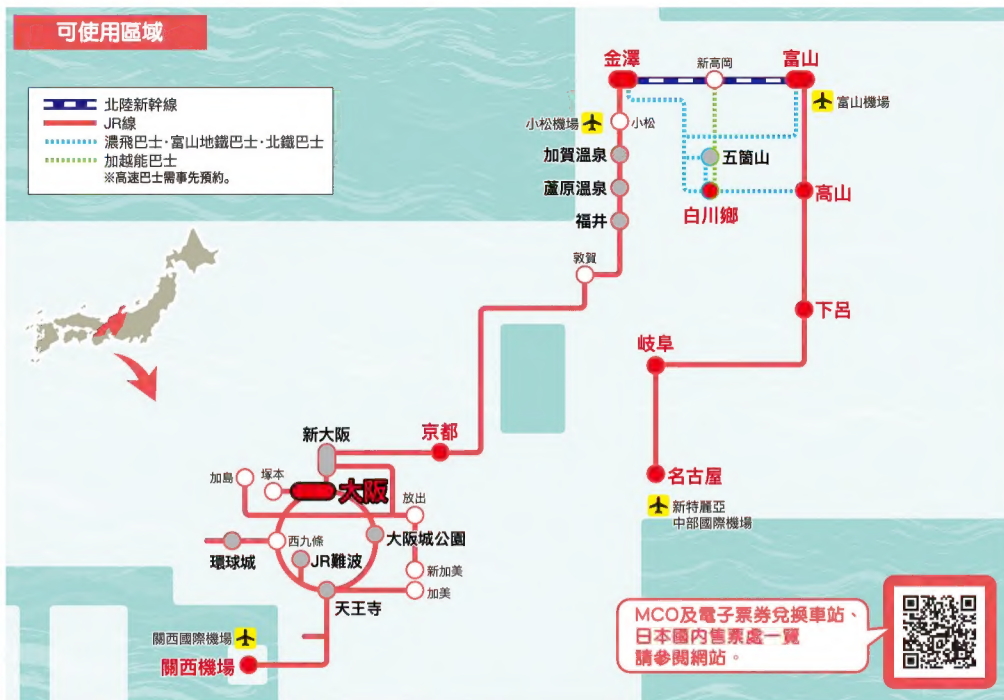 可使用區域
北陸新幹線
JR線
濃飛巴士・富山地鐵巴士・北鐵巴士
加越能巴士
※高速巴士需事先預約。
金澤
新高岡
富山
富山機場
小松機場
小松
加賀溫泉
五箇山
蘆原溫泉
白川鄉
高山
福井
敦賀
下呂
岐阜
新大阪
京都
名古屋
加島
塚本
大阪
放出
新特麗亞
中部國際機場
西九條
大阪城公園
環球城
JR難波
新加美
加美
天王寺
關西國際機場
關西機場
MCO及電子票券兌換車站、
日本國内售票處一覽
請參閱網站。